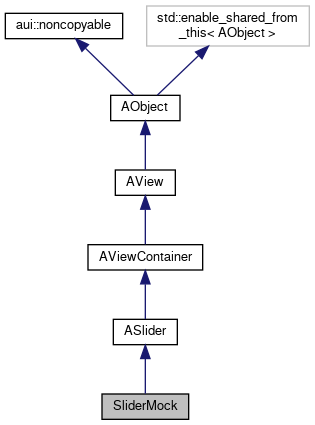 aui::noncopyable
std::enable_shared_from
_this< AObject >
AObject
AView
AViewContainer
ASlider
SliderMock